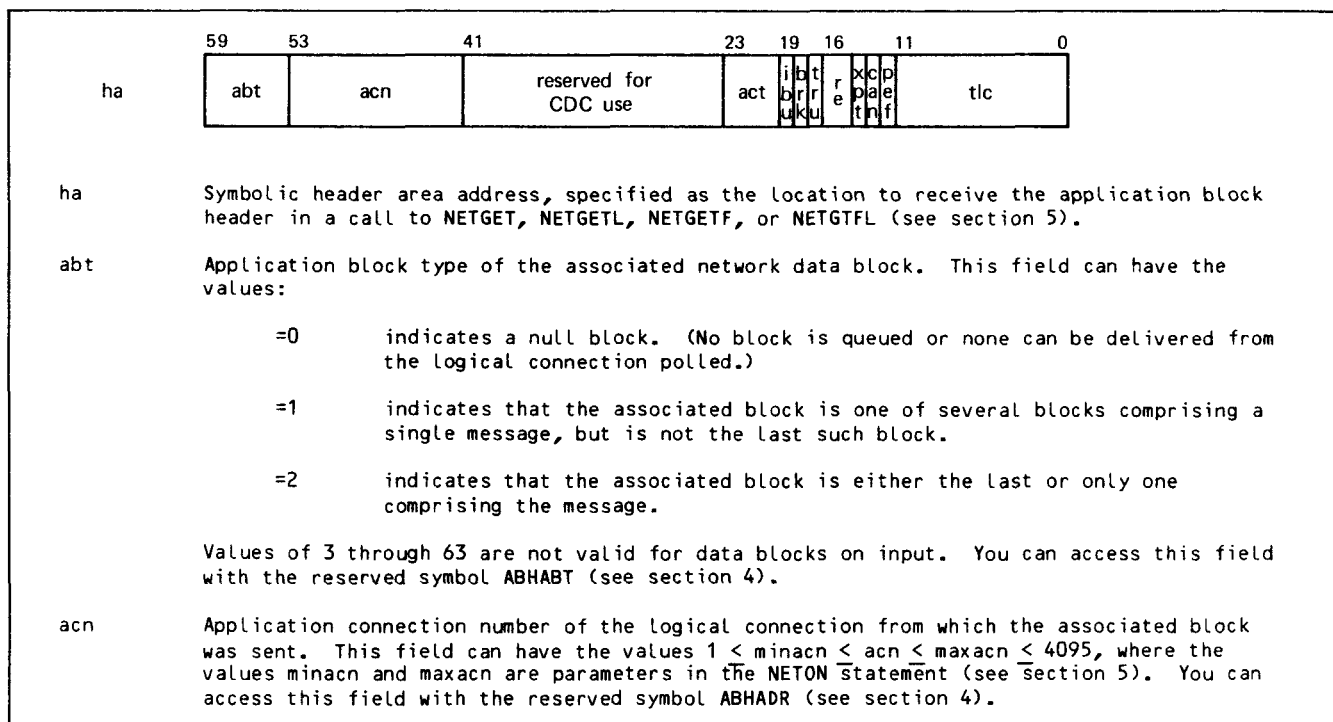 59 53 41 23 19 16 11 0
ha abt acn reserved for CDC use act ibu brk tru re xpt can pef tlc
ha Symbolic header area address, specified as the location to receive the application block
header in a call to NETGET, NETGETL, NETGETF, or NETGTFL (see section 5).
abt Application block type of the associated network data block. This field can have the
values:
=0 indicates a null block. (No block is queued or none can be delivered from
the logical connection polled.)
=1 indicates that the associated block is one of several blocks comprising a
single message, but is not the last such block.
=2 indicates that the associated block is either the last or only one
comprising the message.
Values of 3 through 63 are not valid for data blocks on input. You can access this field
with the reserved symbol ABHABT (see section 4).
acn Application connection number of the logical connection from which the associated block
was sent. This field can have the values 1 ≤ minacn ≤ acn ≤ maxacn ≤ 4095, where the
values minacn and maxacn are parameters in the NETON statement (see section 5). You can
access this field with the reserved symbol ABHADR (see section 4).